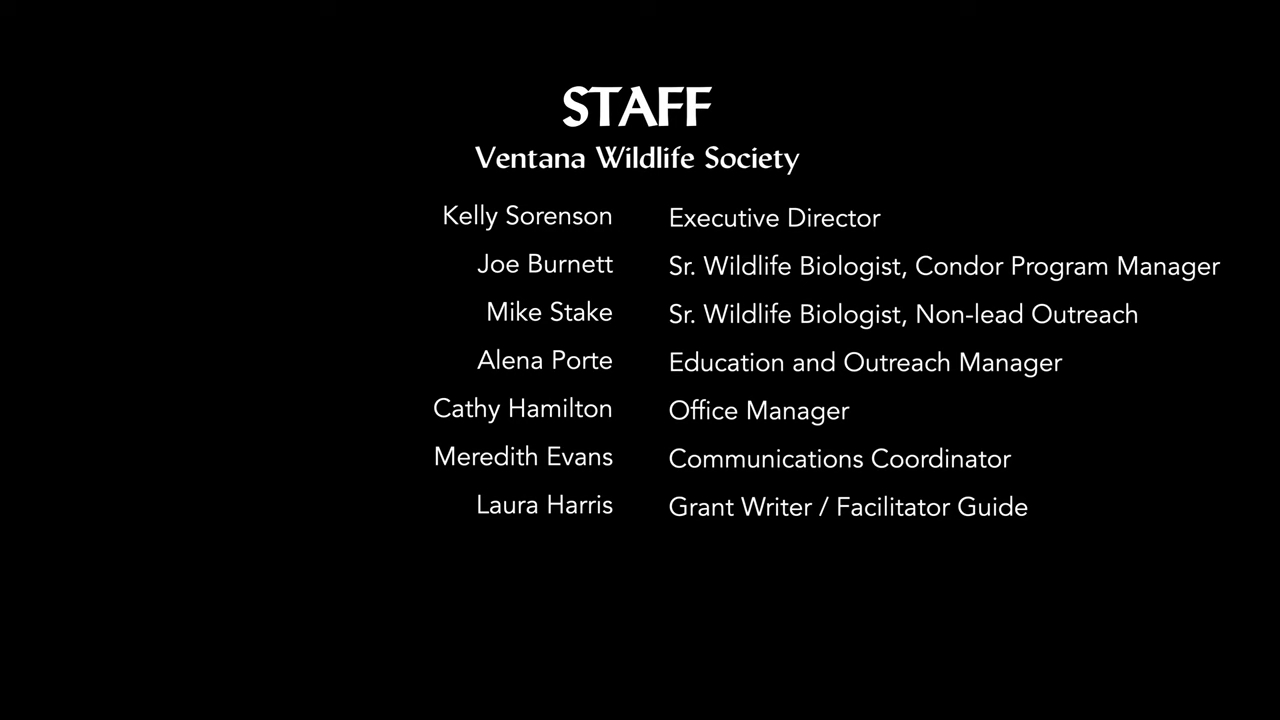 STAFF
Ventana Wildlife Society
Kelly Sorenson Executive Director
Joe Burnett Sr. Wildlife Biologist, Condor Program Manager
Mike Stake Sr. Wildlife Biologist, Non-lead Outreach
Alena Porte Education and Outreach Manager
Cathy Hamilton Office Manager
Meredith Evans Communications Coordinator
Laura Harris Grant Writer / Facilitator Guide